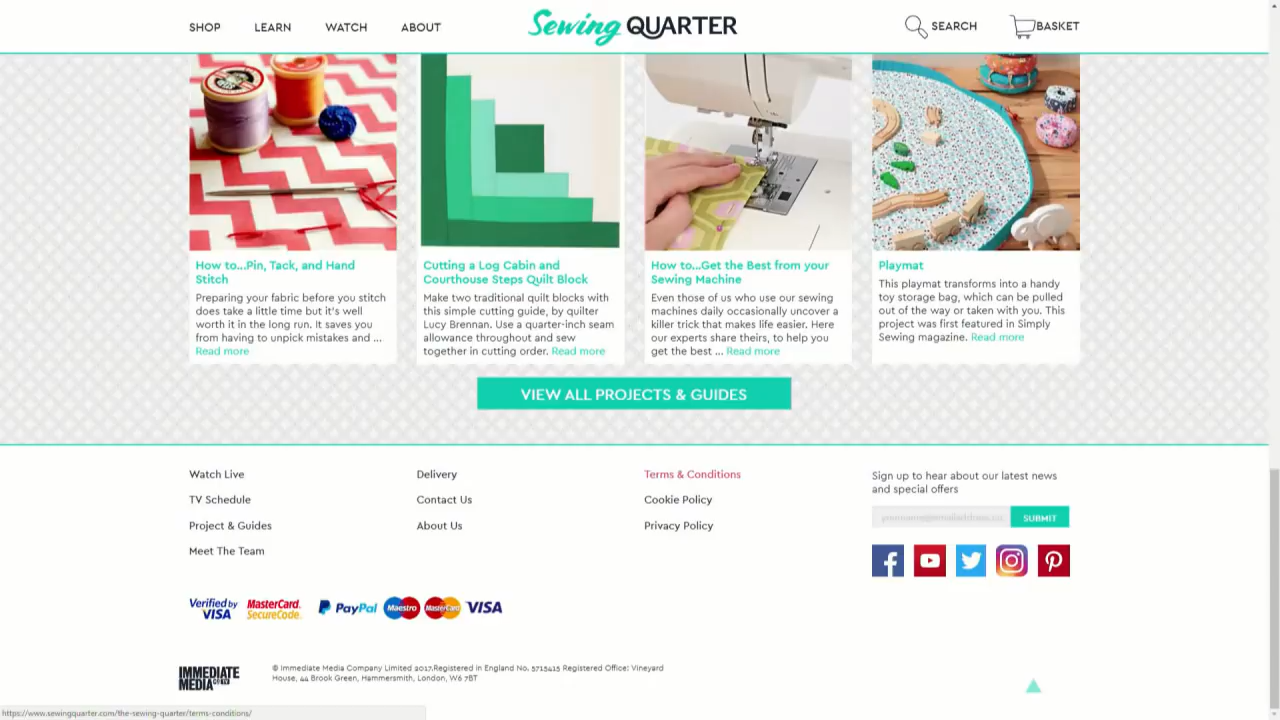 SHOP LEARN WATCH ABOUT Sewing QUARTER SEARCH BASKET
How to...Pin, Tack, and Hand
Stitch
Preparing your fabric before you stitch
does take a little time but it's well
worth it in the long run. It saves you
from having to unpick mistakes and ...
Read more
Cutting a Log Cabin and
Courthouse Steps Quilt Block
Make two traditional quilt blocks with
this simple cutting guide, by quilter
Lucy Brennan. Use a quarter-inch seam
allowance throughout and sew
together in cutting order. Read more
How to...Get the Best from your
Sewing Machine
Even those of us who use our sewing
machines daily occasionally uncover a
killer trick that makes life easier. Here
our experts share theirs, to help you
get the best ... Read more
Playmat
This playmat transforms into a handy
toy storage bag, which can be pulled
out of the way or taken with you. This
project was first featured in Simply
Sewing magazine. Read more
VIEW ALL PROJECTS & GUIDES
Watch Live
TV Schedule
Project & Guides
Meet The Team
Delivery
Contact Us
About Us
Terms & Conditions
Cookie Policy
Privacy Policy
Sign up to hear about our latest news
and special offers
SUBMIT
Verified by
VISA
MasterCard.
SecureCode.
PayPal
Maestro
MasterCard
VISA
IMMEDIATE
MEDIA
© Immediate Media Company Limited 2017.Registered in England No. 5715415 Registered Office: Vineyard
House, 44 Brook Green, Hammersmith, London, W6 7BT
https://www.sewingquarter.com/the-sewing-quarter/terms-conditions/